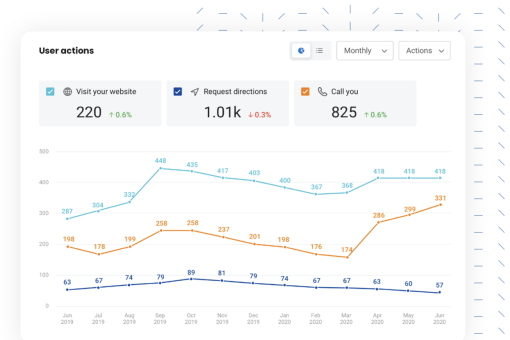 User actions
Monthly
Actions
Visit your website
220 ↑ 0.6%
Request directions
1.01k ↓ 0.3%
Call you
825 ↑ 0.6%
500
400
300
200
100
0
287 304 332 448 435 417 403 400 367 368 418 418 418
198 178 199 258 258 237 201 198 176 174 286 299 331
63 67 74 79 89 81 79 74 67 67 63 60 57
Jun Jul Aug Sep Oct Nov Dec Jan Feb Mar Apr May Jun
2019 2019 2019 2019 2019 2019 2019 2020 2020 2020 2020 2020 2020